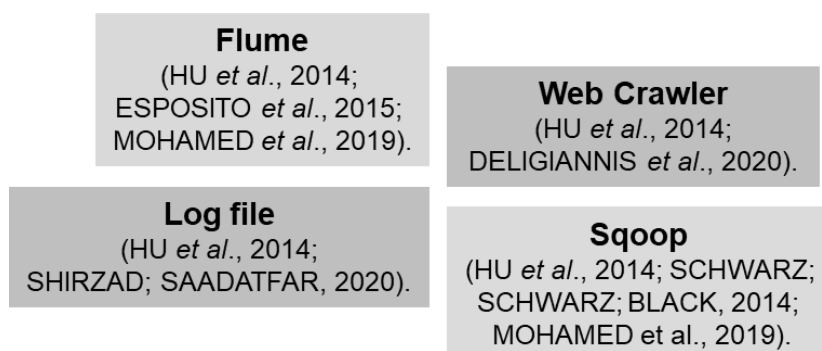 Flume
(HU et al., 2014;
ESPOSITO et al., 2015;
MOHAMED et al., 2019).
Web Crawler
(HU et al., 2014;
DELIGIANNIS et al., 2020).
Log file
(HU et al., 2014;
SHIRZAD; SAADATFAR, 2020).
Sqoop
(HU et al., 2014; SCHWARZ;
SCHWARZ; BLACK, 2014;
MOHAMED et al., 2019).